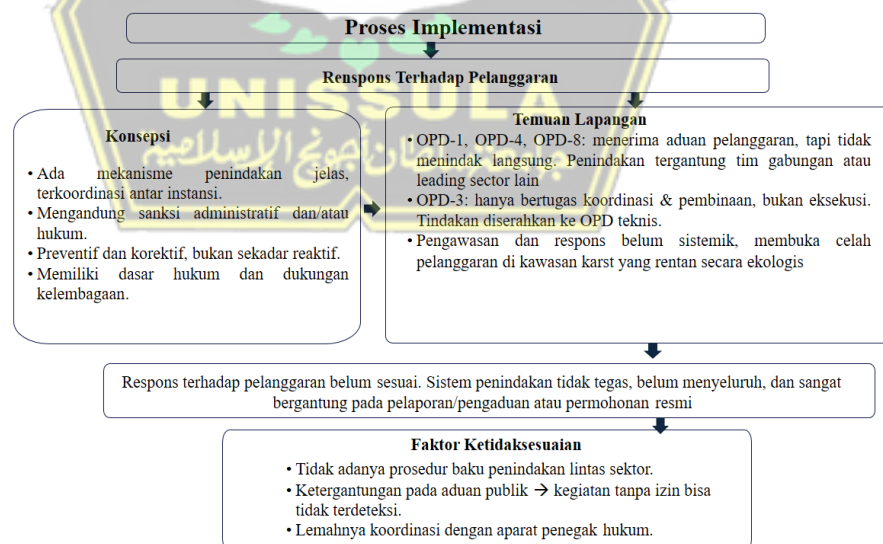 Proses Implementasi
Renspons Terhadap Pelanggaran
UNISSULA
جامعة سلطان أجونج الإسلامية
Konsepsi
• Ada mekanisme penindakan jelas,
terkoordinasi antar instansi.
• Mengandung sanksi administratif dan/atau
hukum.
• Preventif dan korektif, bukan sekadar reaktif.
• Memiliki dasar hukum dan dukungan
kelembagaan.
Temuan Lapangan
• OPD-1, OPD-4, OPD-8: menerima aduan pelanggaran, tapi tidak
menindak langsung. Penindakan tergantung tim gabungan atau
leading sector lain
• OPD-3: hanya bertugas koordinasi & pembinaan, bukan eksekusi.
Tindakan diserahkan ke OPD teknis.
• Pengawasan dan respons belum sistemik, membuka celah
pelanggaran di kawasan karst yang rentan secara ekologis
Respons terhadap pelanggaran belum sesuai. Sistem penindakan tidak tegas, belum menyeluruh, dan sangat
bergantung pada pelaporan/pengaduan atau permohonan resmi
Faktor Ketidaksesuaian
• Tidak adanya prosedur baku penindakan lintas sektor.
• Ketergantungan pada aduan publik → kegiatan tanpa izin bisa
tidak terdeteksi.
• Lemahnya koordinasi dengan aparat penegak hukum.